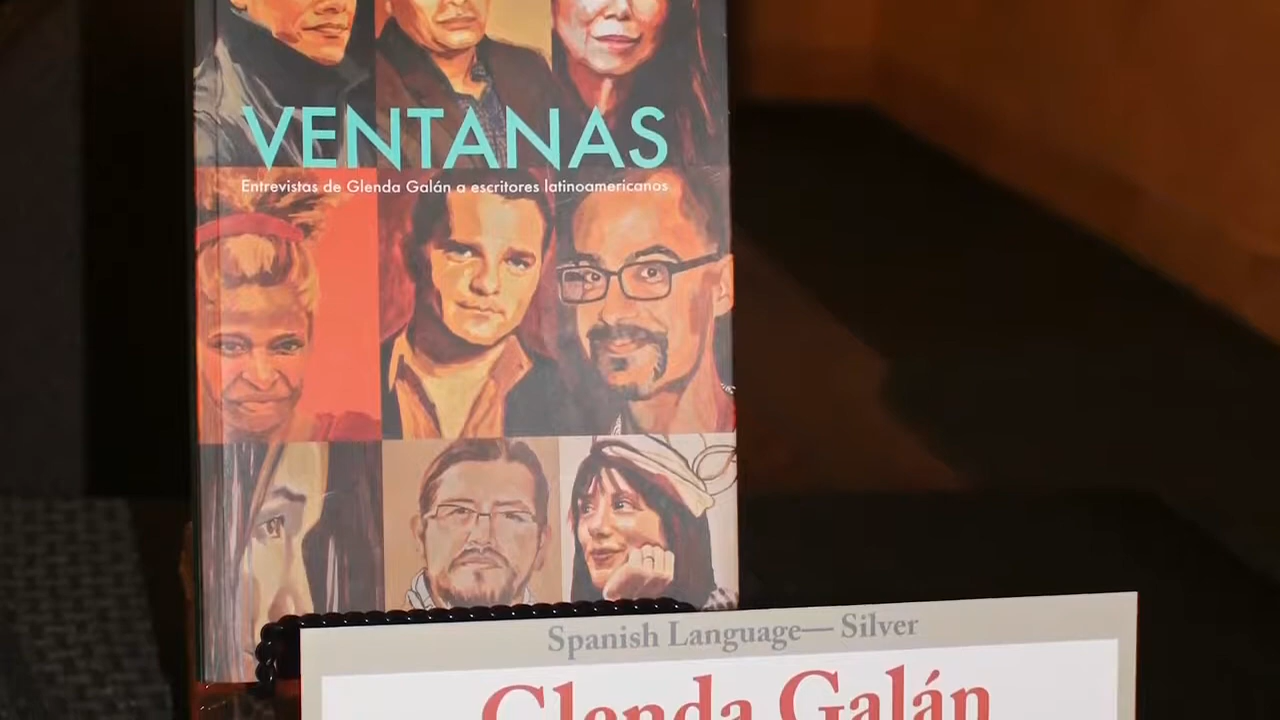 VENTANAS
Entrevistas de Glenda Galán a escritores latinoamericanos
Spanish Language— Silver
Glenda Galán